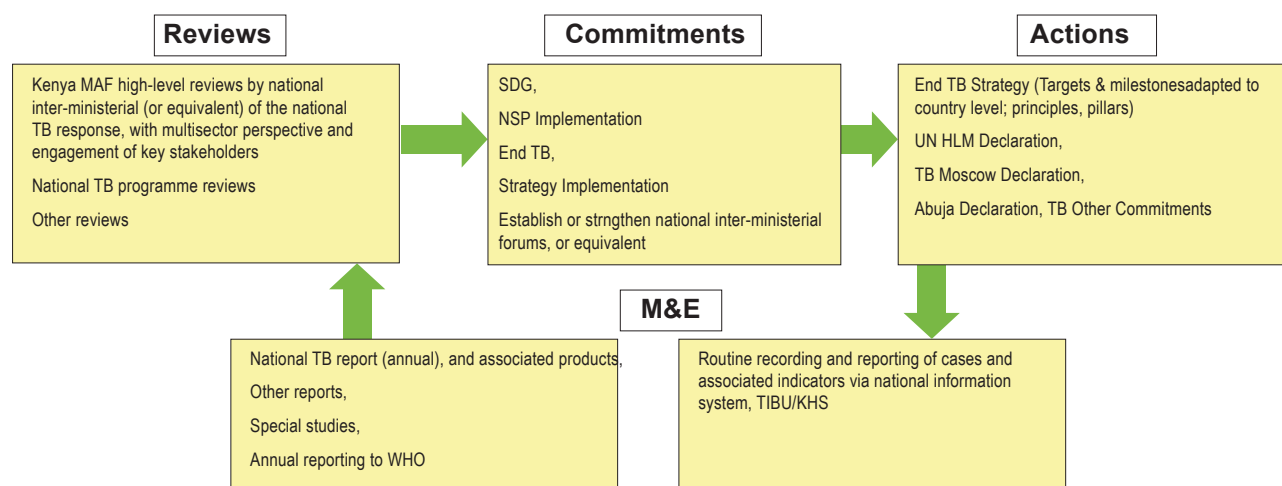 Reviews
Kenya MAF high-level reviews by national
inter-ministerial (or equivalent) of the national
TB response, with multisector perspective and
engagement of key stakeholders
National TB programme reviews
Other reviews
Commitments
SDG,
NSP Implementation
End TB,
Strategy Implementation
Establish or strngthen national inter-ministerial
forums, or equivalent
Actions
End TB Strategy (Targets & milestonesadapted to
country level; principles, pillars)
UN HLM Declaration,
TB Moscow Declaration,
Abuja Declaration, TB Other Commitments
M&E
National TB report (annual), and associated products,
Other reports,
Special studies,
Annual reporting to WHO
Routine recording and reporting of cases and
associated indicators via national information
system, TIBU/KHS